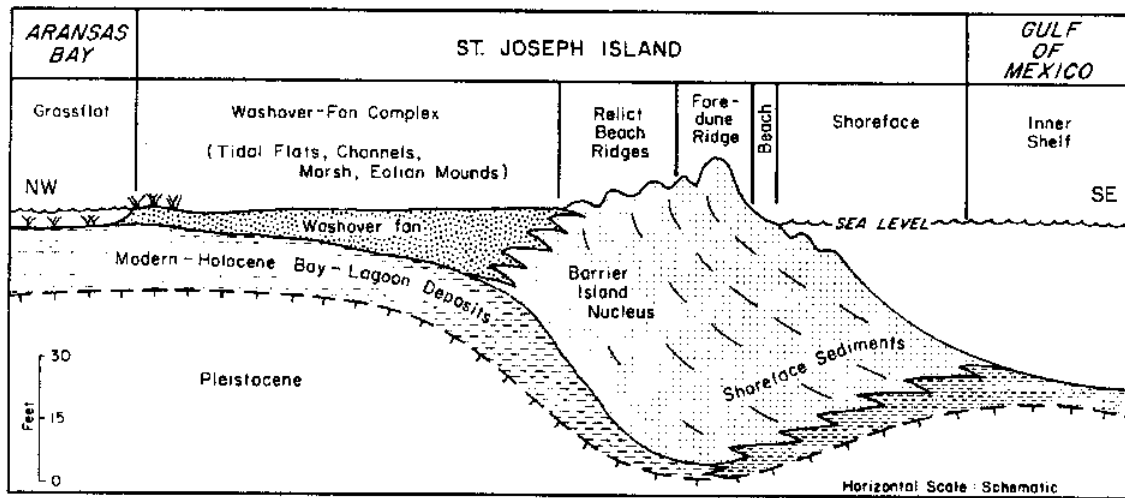 ARANSAS
BAY
ST. JOSEPH ISLAND
GULF
OF
MEXICO
Grassflat
Washover-Fan Complex
(Tidal Flats, Channels,
Marsh, Eolian Mounds)
Relict
Beach
Ridges
Fore-
dune
Ridge
Beach
Shoreface
Inner
Shelf
NW
SE
SEA LEVEL
Washover fan
Modern-Holocene Bay-Lagoon Deposits
Barrier
Island
Nucleus
Shoreface Sediments
Pleistocene
30
15
0
Feet
Horizontal Scale : Schematic